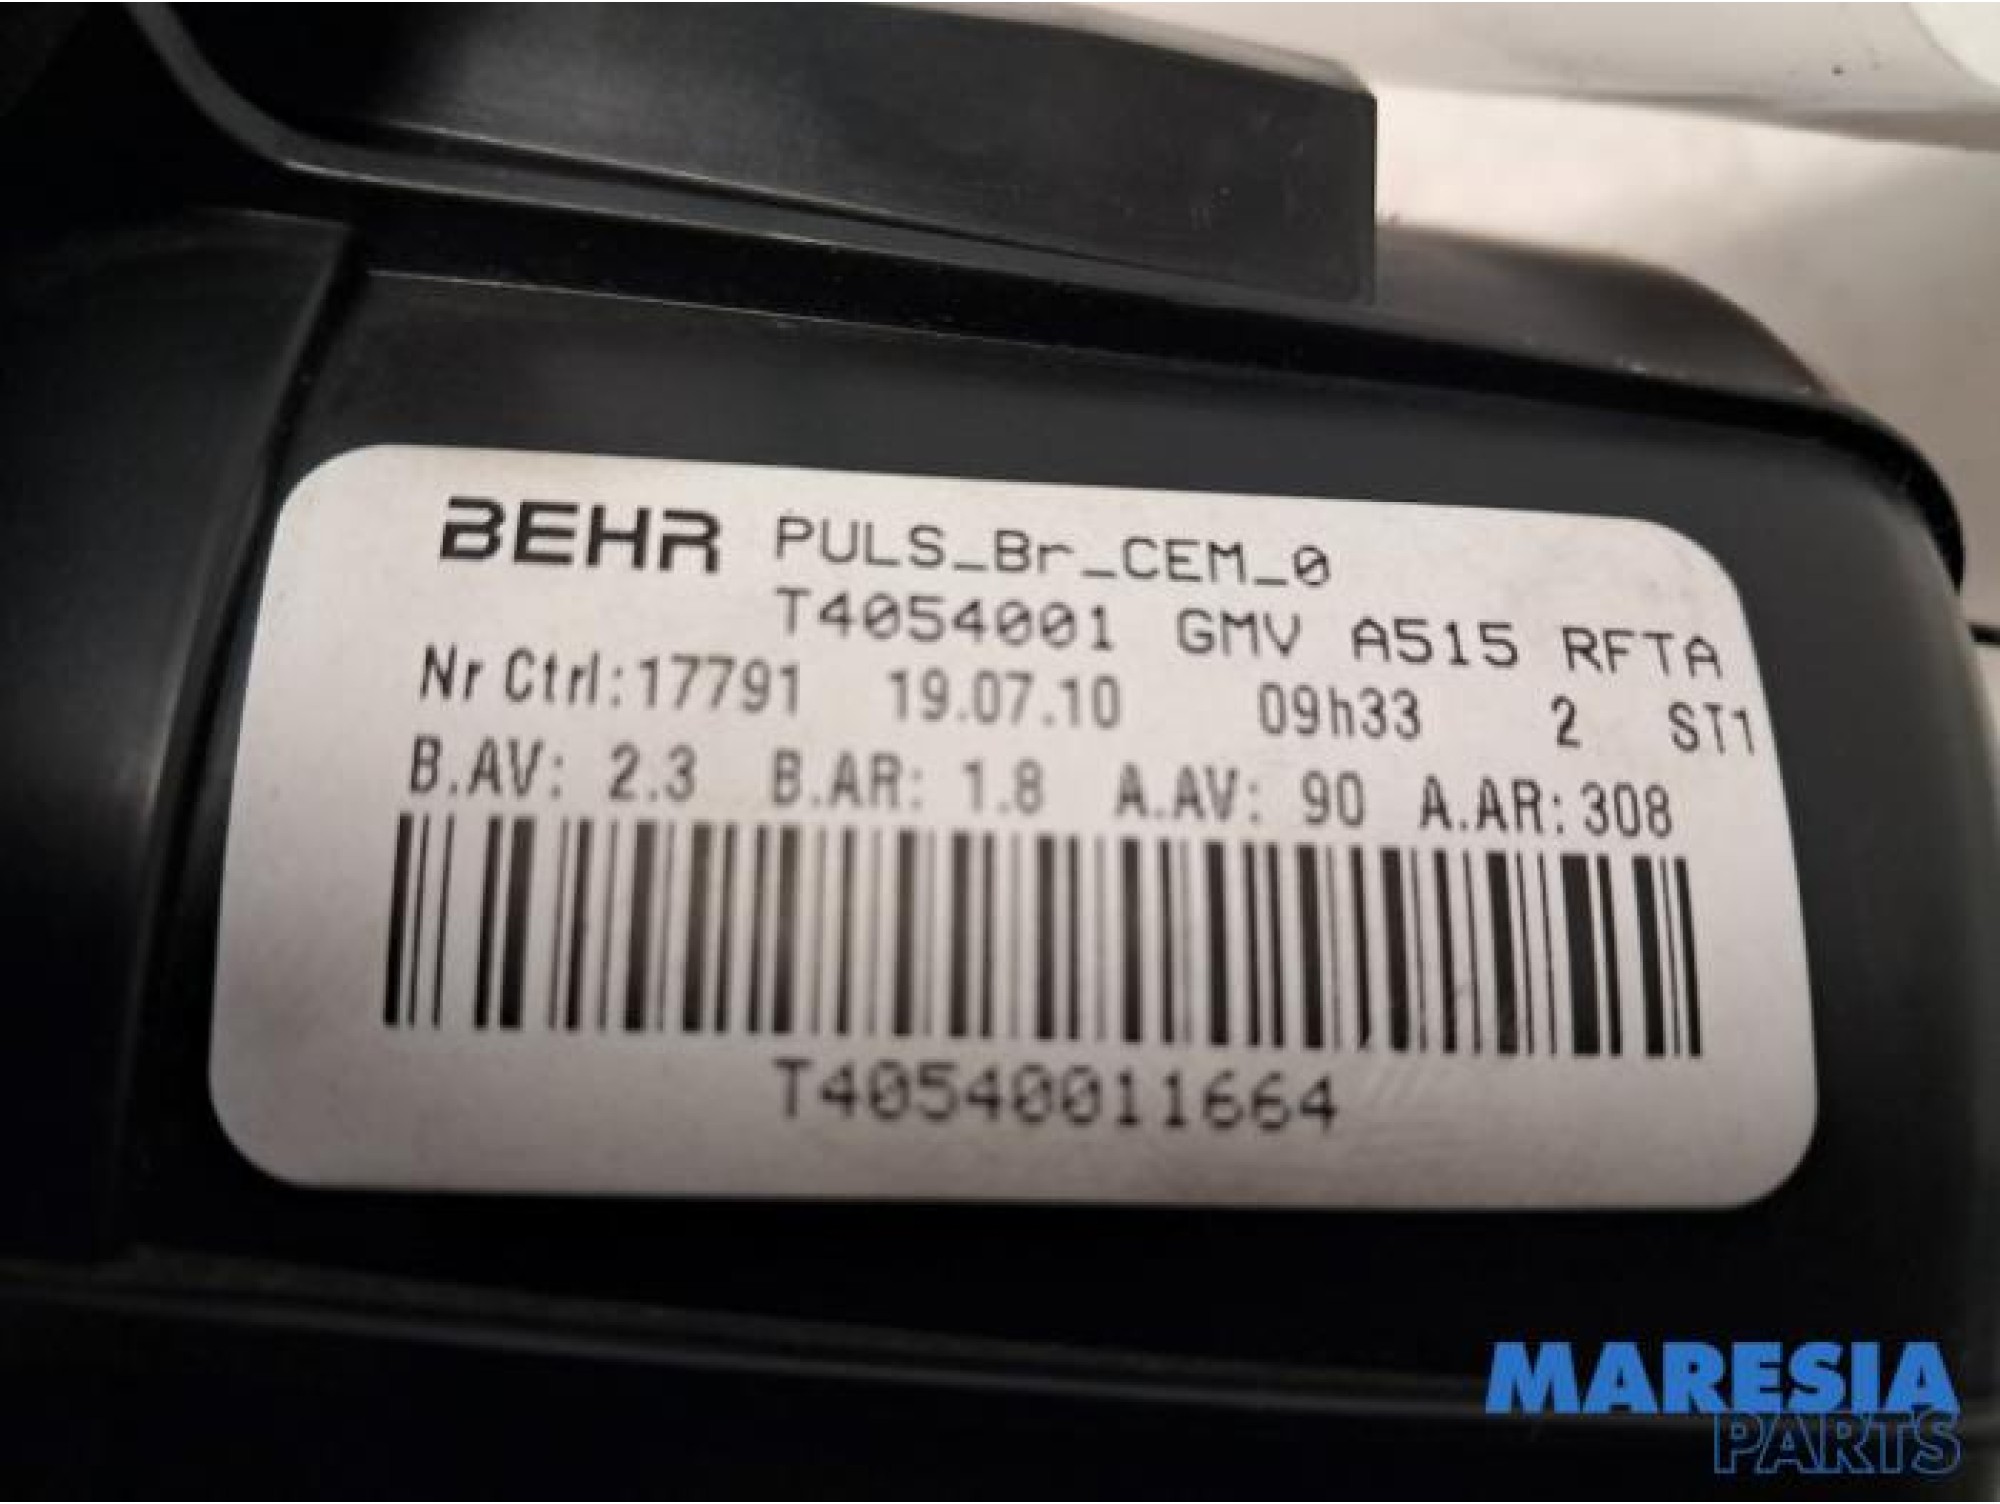 BEHR PULS_Br_CEM_0
T4054001 GMV A515 RFTA
Nr Ctrl:17791 19.07.10 09h33 2 ST1
B.AV: 2.3 B.AR: 1.8 A.AV: 90 A.AR:308
T40540011664
MARESIA
PARTS